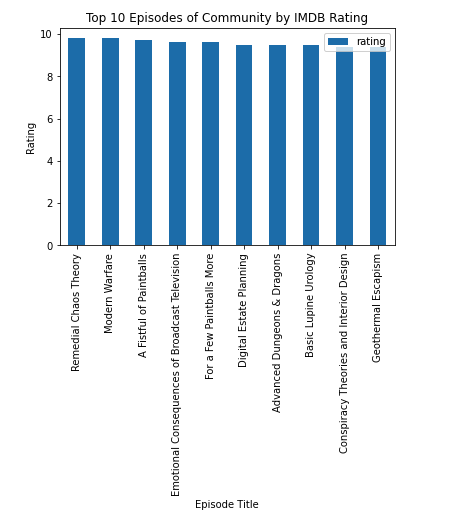 Top 10 Episodes of Community by IMDB Rating
rating
10
8
6
4
2
0
Rating
Remedial Chaos Theory
Modern Warfare
A Fistful of Paintballs
Emotional Consequences of Broadcast Television
For a Few Paintballs More
Digital Estate Planning
Advanced Dungeons & Dragons
Basic Lupine Urology
Conspiracy Theories and Interior Design
Geothermal Escapism
Episode Title